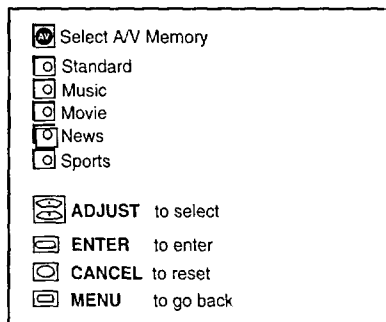 AV Select A/V Memory
Standard
Music
Movie
News
Sports
ADJUST to select
ENTER to enter
CANCEL to reset
MENU to go back